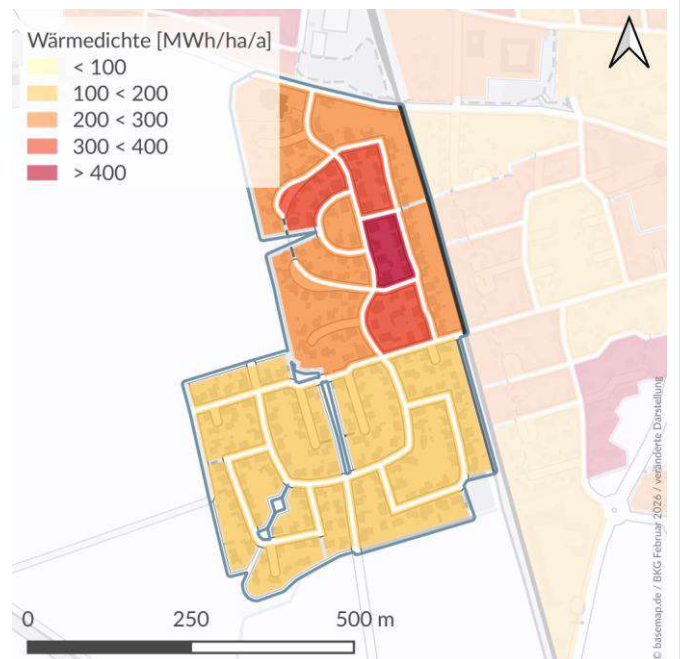 Wärmedichte [MWh/ha/a]
< 100
100 < 200
200 < 300
300 < 400
> 400
0 250 500 m
© basemap.de / BKG Februar 2026 / veränderte Darstellung